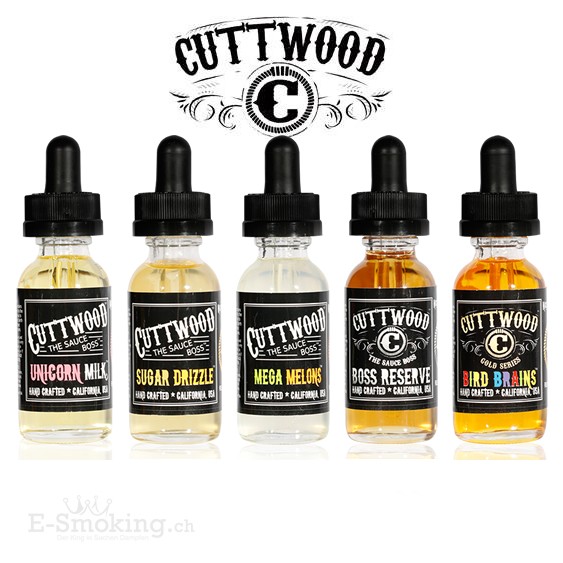 CUTTWOOD
C
CUTTWOOD
THE SAUCE
BOSS
UNICORN MILK
HAND CRAFTED * CALIFORNIA, USA
CUTTWOOD
THE SAUCE
BOSS
SUGAR DRIZZLE
HAND CRAFTED * CALIFORNIA, USA
CUTTWOOD
THE SAUCE
BOSS
MEGA MELONS
HAND CRAFTED * CALIFORNIA, USA
CUTTWOOD
C
THE SAUCE BOSS
BOSS RESERVE
HAND CRAFTED * CALIFORNIA, USA
CUTTWOOD
C
GOLD SERIES
BIRD BRAINS
HAND CRAFTED * CALIFORNIA, USA
E-Smoking.ch